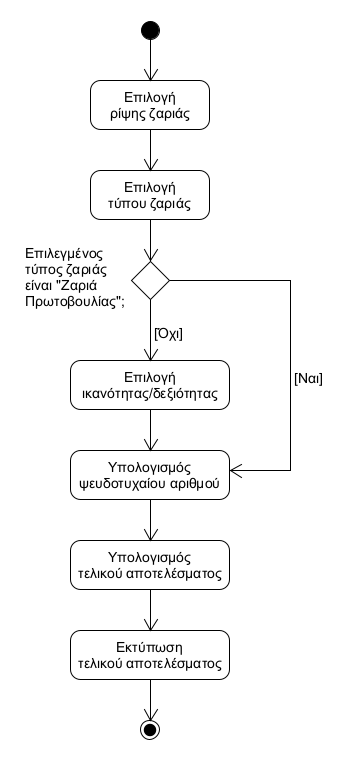 Επιλογή
ρίψης ζαριάς
Επιλογή
τύπου ζαριάς
Επιλεγμένος
τύπος ζαριάς
είναι "Ζαριά
Πρωτοβουλίας";
[Όχι]
[Ναι]
Επιλογή
ικανότητας/δεξιότητας
Υπολογισμός
ψευδοτυχαίου αριθμού
Υπολογισμός
τελικού αποτελέσματος
Εκτύπωση
τελικού αποτελέσματος